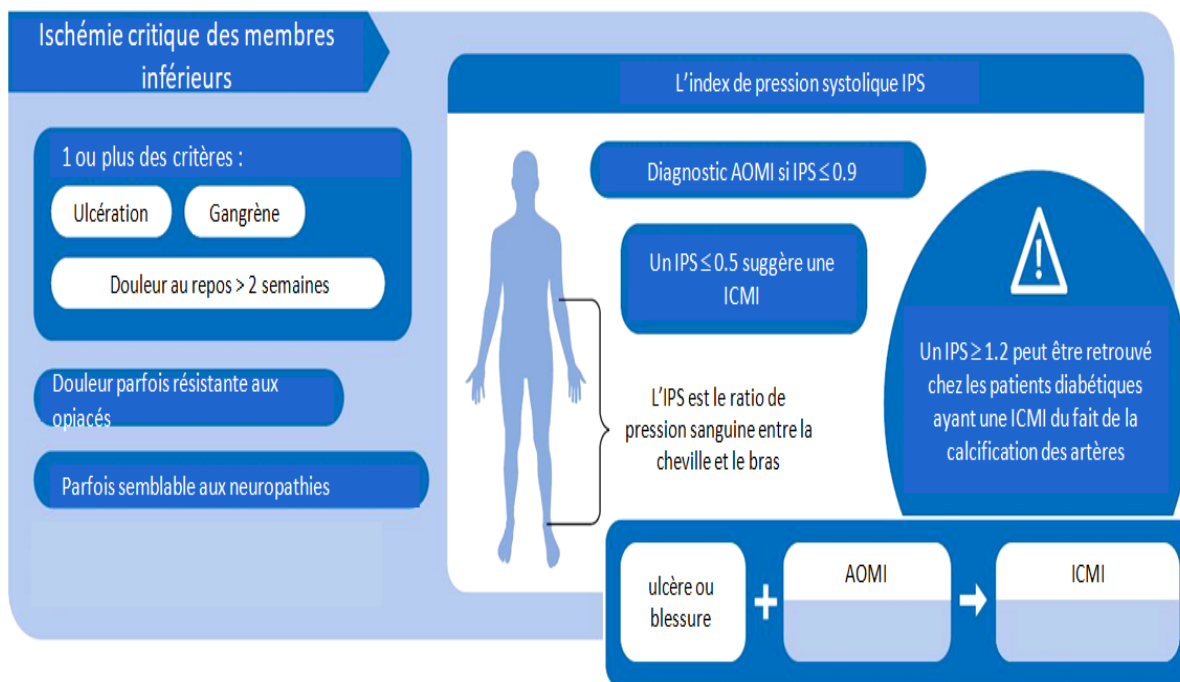 Ischémie critique des membres
inférieurs
1 ou plus des critères :
Ulcération
Gangrène
Douleur au repos > 2 semaines
Douleur parfois résistante aux
opiacés
Parfois semblable aux neuropathies
L'index de pression systolique IPS
Diagnostic AOMI si IPS ≤ 0.9
Un IPS ≤ 0.5 suggère une
ICMI
L'IPS est le ratio de
pression sanguine entre la
cheville et le bras
!
Un IPS ≥ 1.2 peut être retrouvé
chez les patients diabétiques
ayant une ICMI du fait de la
calcification des artères
ulcère ou
blessure
+
AOMI
ICMI